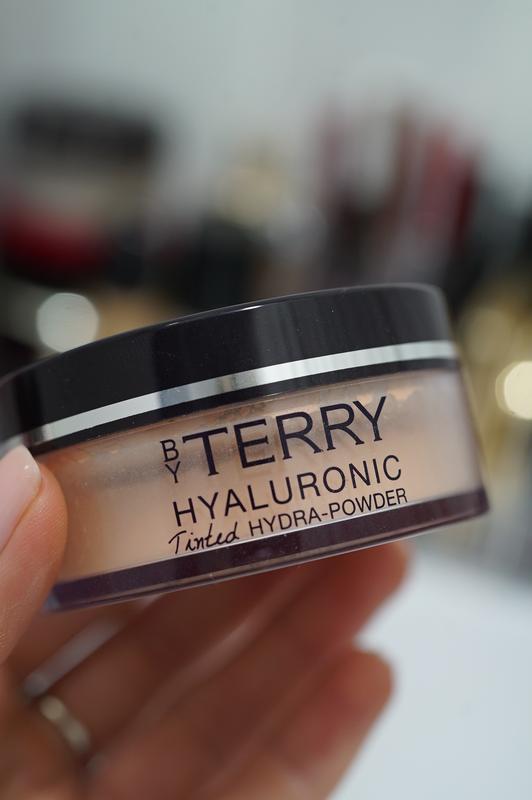 BY TERRY
HYALURONIC
Tinted HYDRA-POWDER